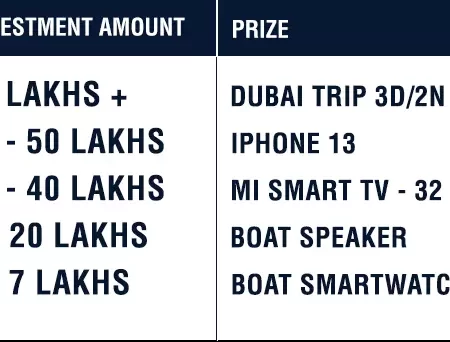 ESTMENT AMOUNT PRIZE
LAKHS + DUBAI TRIP 3D/2N
- 50 LAKHS IPHONE 13
- 40 LAKHS MI SMART TV - 32
20 LAKHS BOAT SPEAKER
7 LAKHS BOAT SMARTWATC